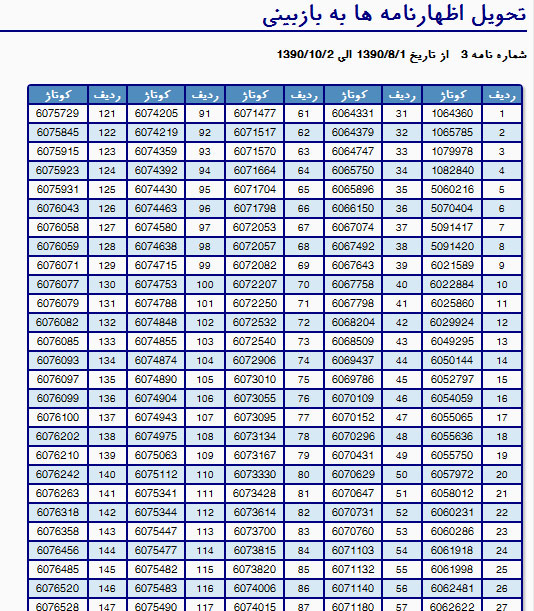 تحویل اظهارنامه ها به بازبینی
شماره نامه 3 از تاریخ 1390/8/1 الی 1390/10/2
ردیف کوتاژ ردیف کوتاژ ردیف کوتاژ ردیف کوتاژ ردیف کوتاژ
1 1064360 31 6064331 61 6071477 91 6074205 121 6075729
2 1065785 32 6064379 62 6071517 92 6074219 122 6075845
3 1079978 33 6064747 63 6071570 93 6074359 123 6075915
4 1082840 34 6065750 64 6071664 94 6074392 124 6075923
5 5060216 35 6065896 65 6071704 95 6074430 125 6075931
6 5070404 36 6066150 66 6071798 96 6074463 126 6076043
7 5091417 37 6067074 67 6072053 97 6074580 127 6076058
8 5091420 38 6067492 68 6072057 98 6074638 128 6076059
9 6021589 39 6067643 69 6072082 99 6074715 129 6076071
10 6022884 40 6067758 70 6072207 100 6074753 130 6076077
11 6025860 41 6067798 71 6072250 101 6074788 131 6076079
12 6029924 42 6068204 72 6072532 102 6074848 132 6076082
13 6049295 43 6068509 73 6072540 103 6074855 133 6076085
14 6050144 44 6069437 74 6072906 104 6074874 134 6076093
15 6052797 45 6069786 75 6073010 105 6074890 135 6076097
16 6054059 46 6070109 76 6073055 106 6074904 136 6076099
17 6055065 47 6070152 77 6073095 107 6074943 137 6076100
18 6055636 48 6070296 78 6073134 108 6074975 138 6076202
19 6055750 49 6070431 79 6073167 109 6075063 139 6076210
20 6057972 50 6070629 80 6073330 110 6075112 140 6076242
21 6058012 51 6070647 81 6073428 111 6075341 141 6076263
22 6060231 52 6070731 82 6073614 112 6075344 142 6076318
23 6060286 53 6070760 83 6073700 113 6075447 143 6076358
24 6061918 54 6071103 84 6073815 114 6075477 144 6076456
25 6061998 55 6071132 85 6073820 115 6075482 145 6076485
26 6062481 56 6071140 86 6074006 116 6075483 146 6076520
27 6062622 57 6071180 87 6074015 117 6075490 147 6076528